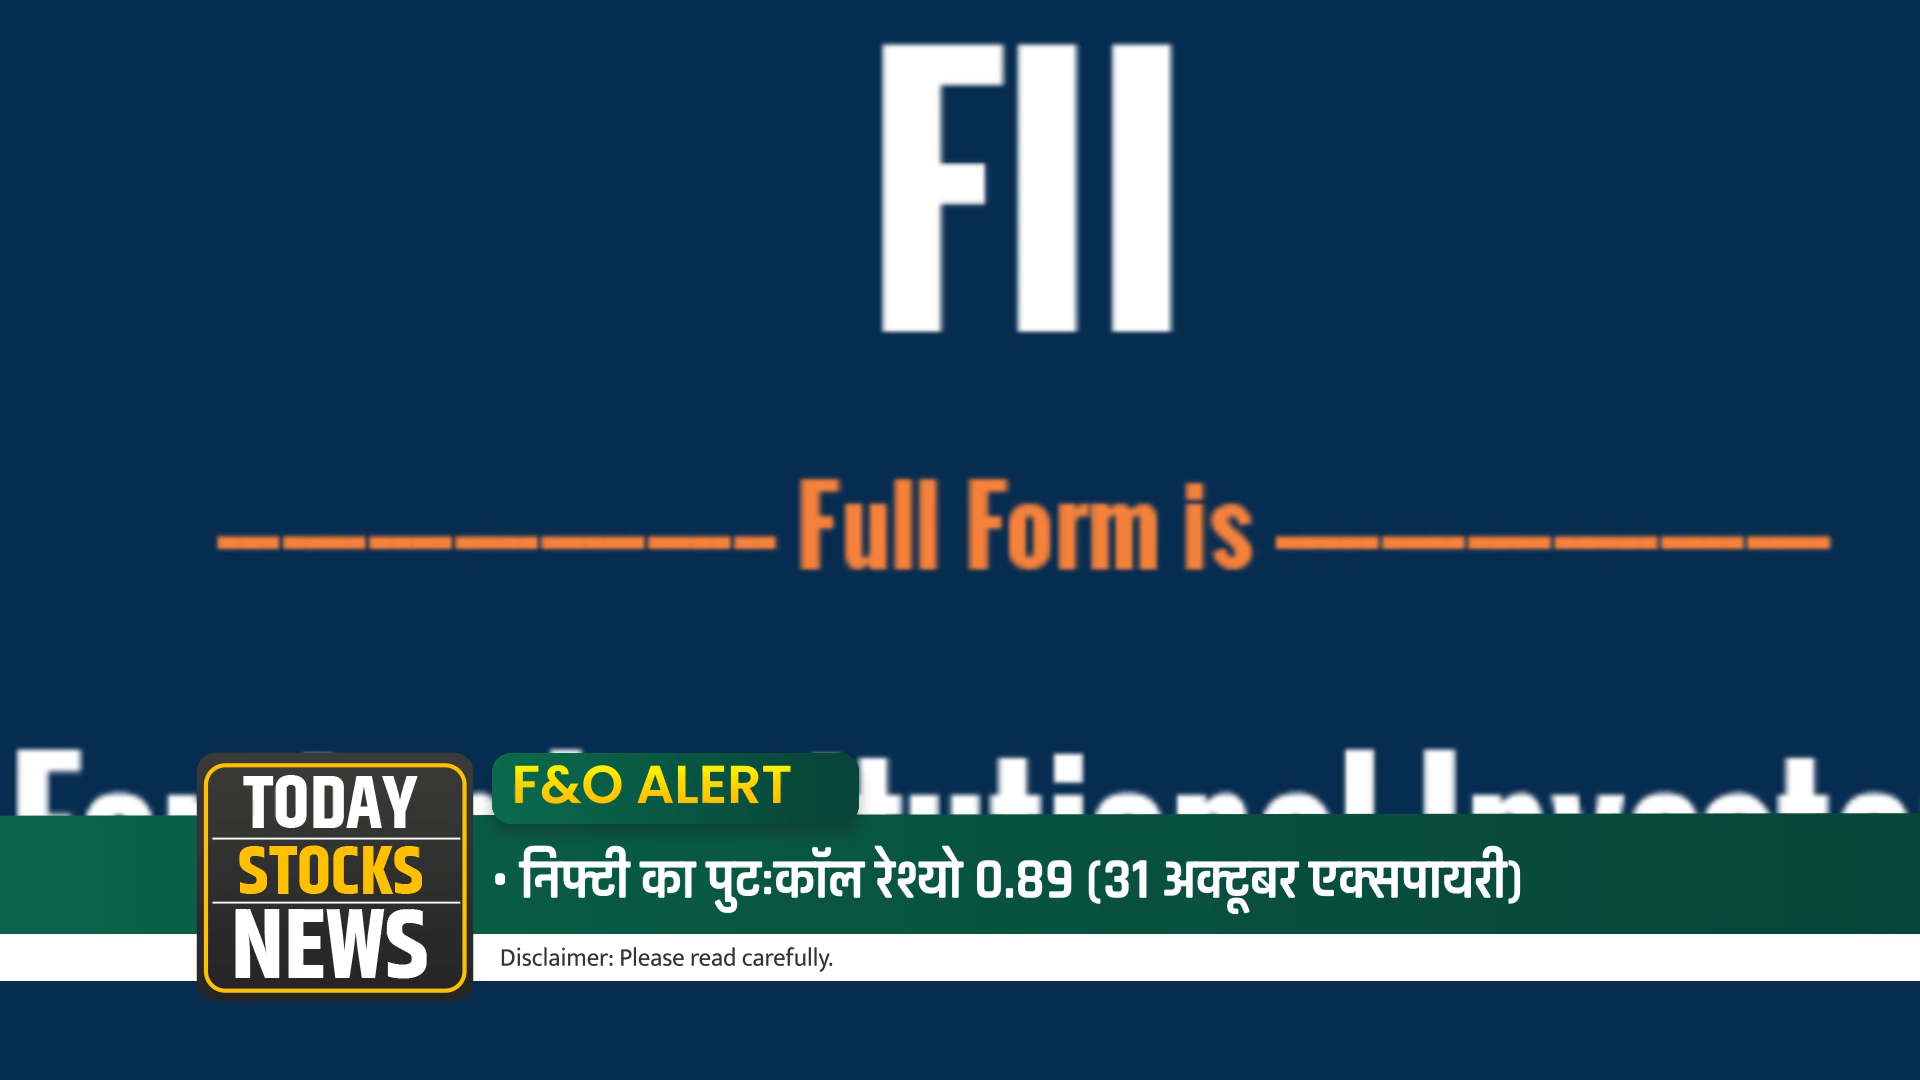 FII
Full Form is
TODAY
STOCKS
NEWS
F&O ALERT
• निफ्टी का पुट:कॉल रेश्यो 0.89 (31 अक्टूबर एक्सपायरी)
Disclaimer: Please read carefully.